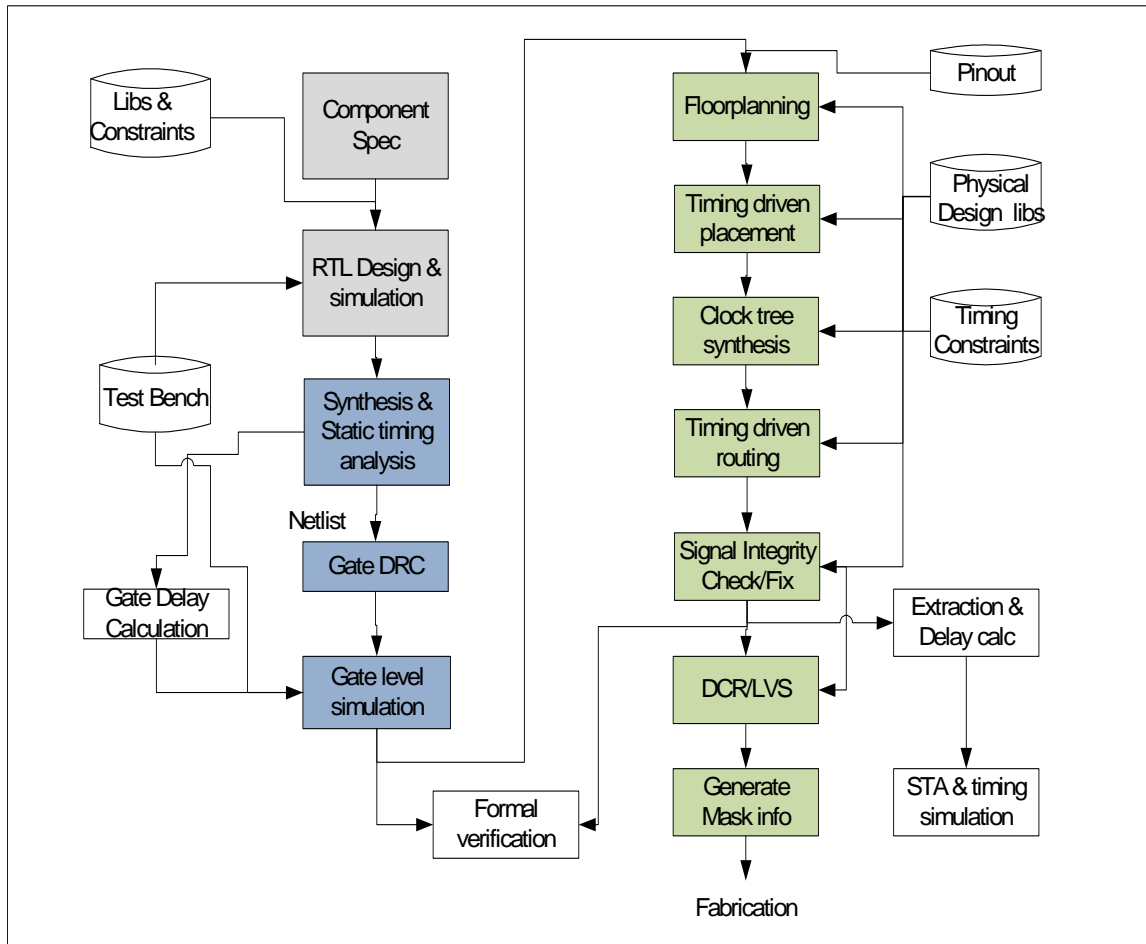 Libs &
Constraints
Component
Spec
RTL Design &
simulation
Test Bench
Synthesis &
Static timing
analysis
Netlist
Gate DRC
Gate Delay
Calculation
Gate level
simulation
Formal
verification
Pinout
Floorplanning
Physical
Design libs
Timing driven
placement
Clock tree
synthesis
Timing
Constraints
Timing driven
routing
Signal Integrity
Check/Fix
Extraction &
Delay calc
DCR/LVS
Generate
Mask info
STA & timing
simulation
Fabrication